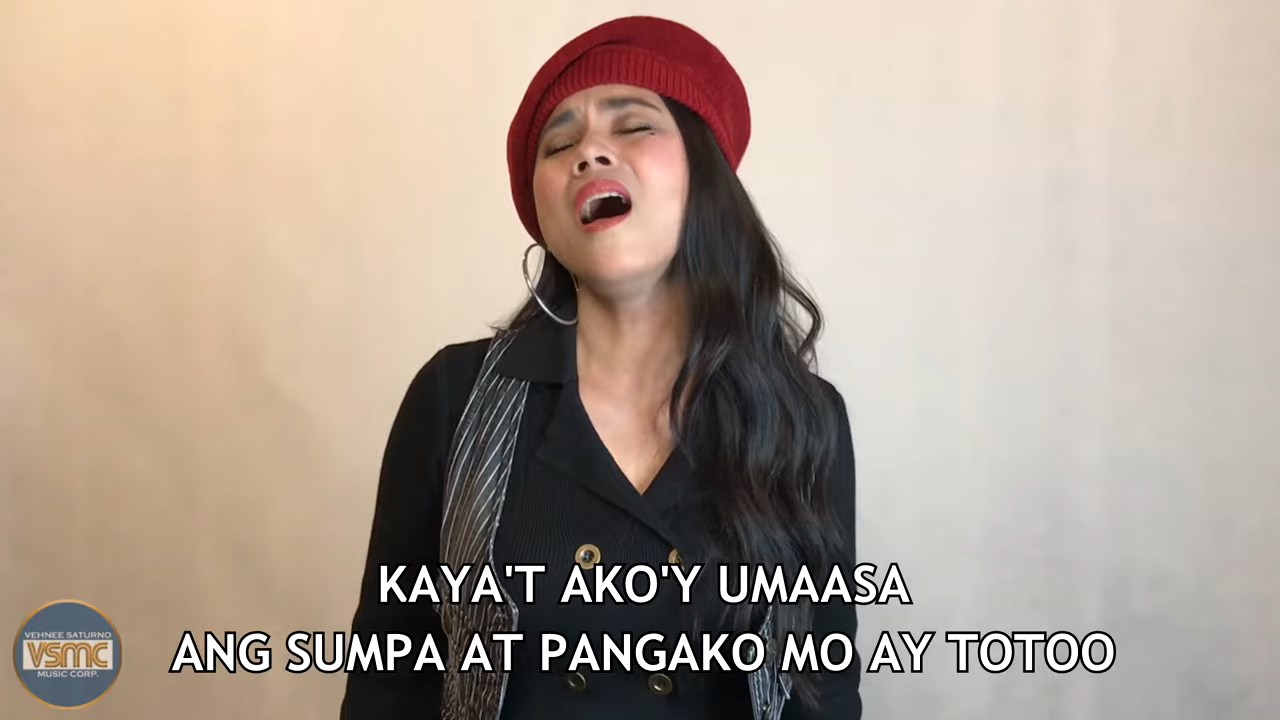 KAYA'T AKO'Y UMAASA
ANG SUMPA AT PANGAKO MO AY TOTOO
VEHNEE SATURNO
VSMC
MUSIC CORP.